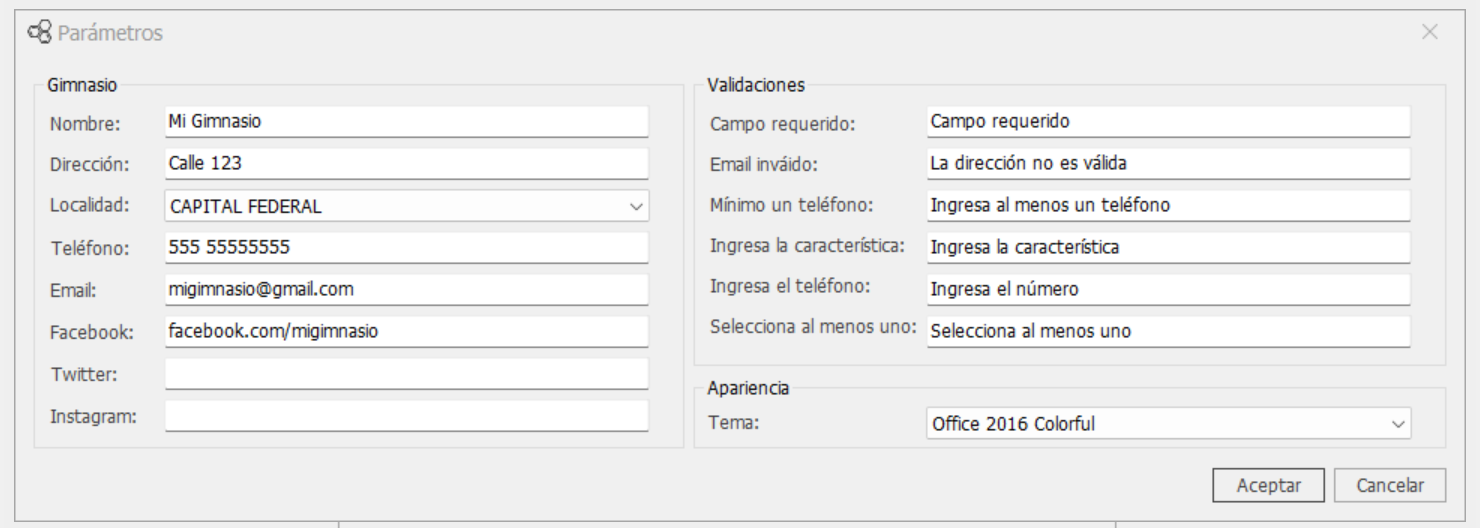 Parámetros
Gimnasio
Nombre: Mi Gimnasio
Dirección: Calle 123
Localidad: CAPITAL FEDERAL
Teléfono: 555 55555555
Email: migimnasio@gmail.com
Facebook: facebook.com/migimnasio
Twitter:
Instagram:
Validaciones
Campo requerido: Campo requerido
Email inváido: La dirección no es válida
Mínimo un teléfono: Ingresa al menos un teléfono
Ingresa la característica: Ingresa la característica
Ingresa el teléfono: Ingresa el número
Selecciona al menos uno: Selecciona al menos uno
Apariencia
Tema: Office 2016 Colorful
Aceptar Cancelar